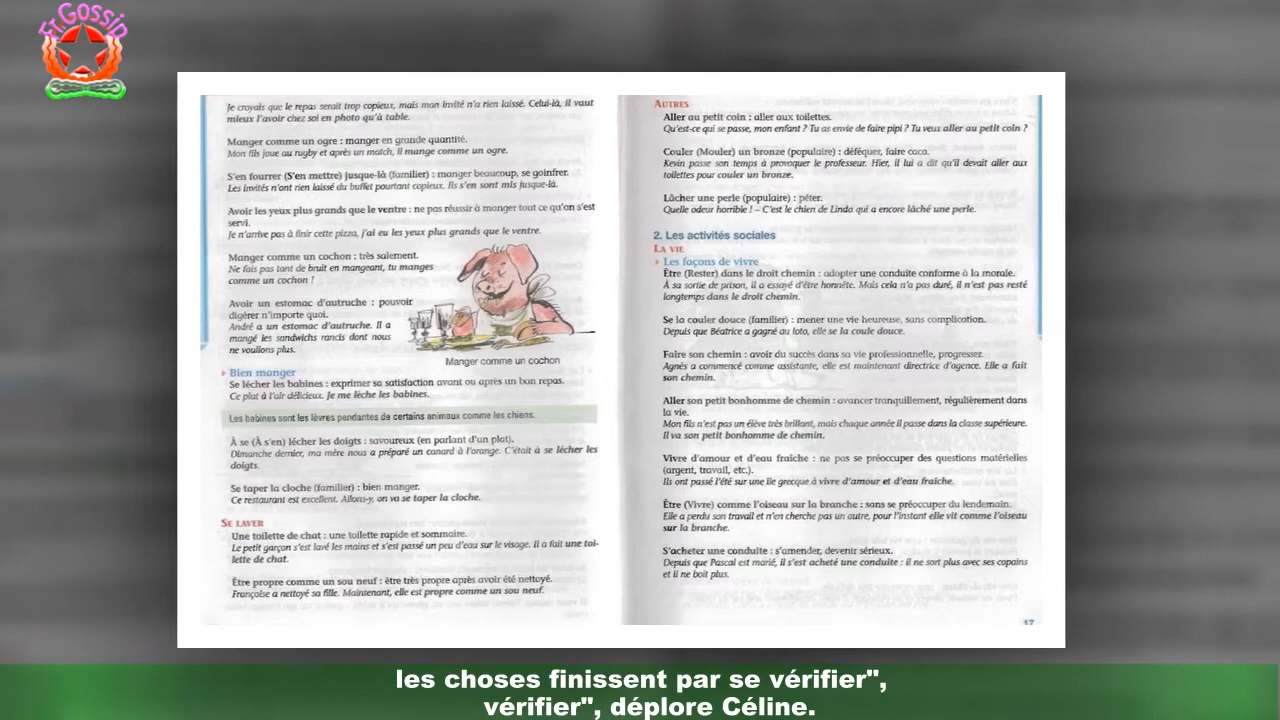 Fr.Gossip
Je croyais que le repas serait trop copieux, mais mon invité n'a rien laissé. Celui-là, il vaut
mieux l'avoir chez soi en photo qu'à table.
Manger comme un ogre : manger en grande quantité.
Mon fils joue au rugby et après un match, il mange comme un ogre.
S'en fourrer (S'en mettre) jusque-là (familier) : manger beaucoup, se goinfrer.
Les invités n'ont rien laissé du buffet pourtant copieux. Ils s'en sont mis jusque-là.
Avoir les yeux plus grands que le ventre : ne pas réussir à manger tout ce qu'on s'est
servi.
Je n'arrive pas à finir cette pizza, j'ai eu les yeux plus grands que le ventre.
Manger comme un cochon : très salement.
Ne fais pas tant de bruit en mangeant, tu manges
comme un cochon !
Avoir un estomac d'autruche : pouvoir
digérer n'importe quoi.
André a un estomac d'autruche. Il a
mangé les sandwichs rancis dont nous
ne voulions plus.
Manger comme un cochon
Bien manger
Se lécher les babines : exprimer sa satisfaction avant ou après un bon repas.
Ce plat à l'air délicieux. Je me lèche les babines.
Les babines sont les lèvres pendantes de certains animaux comme les chiens.
À se (À s'en) lécher les doigts : savoureux (en parlant d'un plat).
Dimanche dernier, ma mère nous a préparé un canard à l'orange. C'était à se lécher les
doigts.
Se taper la cloche (familier) : bien manger.
Ce restaurant est excellent. Allons-y, on va se taper la cloche.
SE LAVER
Une toilette de chat : une toilette rapide et sommaire.
Le petit garçon s'est lavé les mains et s'est passé un peu d'eau sur le visage. Il a fait une toi-
lette de chat.
Être propre comme un sou neuf : être très propre après avoir été nettoyé.
Françoise a nettoyé sa fille. Maintenant, elle est propre comme un sou neuf.
AUTRES
Aller au petit coin : aller aux toilettes.
Qu'est-ce qui se passe, mon enfant ? Tu as envie de faire pipi ? Tu veux aller au petit coin ?
Couler (Mouler) un bronze (populaire) : déféquer, faire caca.
Kevin passe son temps à provoquer le professeur. Hier, il lui a dit qu'il devait aller aux
toilettes pour couler un bronze.
Lâcher une perle (populaire) : péter.
Quelle odeur horrible ! – C'est le chien de Linda qui a encore lâché une perle.
2. Les activités sociales
LA VIE
Les façons de vivre
Être (Rester) dans le droit chemin : adopter une conduite conforme à la morale.
À sa sortie de prison, il a essayé d'être honnête. Mais cela n'a pas duré, il n'est pas resté
longtemps dans le droit chemin.
Se la couler douce (familier) : mener une vie heureuse, sans complication.
Depuis que Béatrice a gagné au loto, elle se la coule douce.
Faire son chemin : avoir du succès dans sa vie professionnelle, progresser.
Agnès a commencé comme assistante, elle est maintenant directrice d'agence. Elle a fait
son chemin.
Aller son petit bonhomme de chemin : avancer tranquillement, régulièrement dans
la vie.
Mon fils n'est pas un élève très brillant, mais chaque année il passe dans la classe supérieure.
Il va son petit bonhomme de chemin.
Vivre d'amour et d'eau fraîche : ne pas se préoccuper des questions matérielles
(argent, travail, etc.).
Ils ont passé l'été sur une île grecque à vivre d'amour et d'eau fraîche.
Être (Vivre) comme l'oiseau sur la branche : sans se préoccuper du lendemain.
Elle a perdu son travail et n'en cherche pas un autre, pour l'instant elle vit comme l'oiseau
sur la branche.
S'acheter une conduite : s'amender, devenir sérieux.
Depuis que Pascal est marié, il s'est acheté une conduite : il ne sort plus avec ses copains
et il ne boit plus.
17
les choses finissent par se vérifier",
vérifier", déplore Céline.